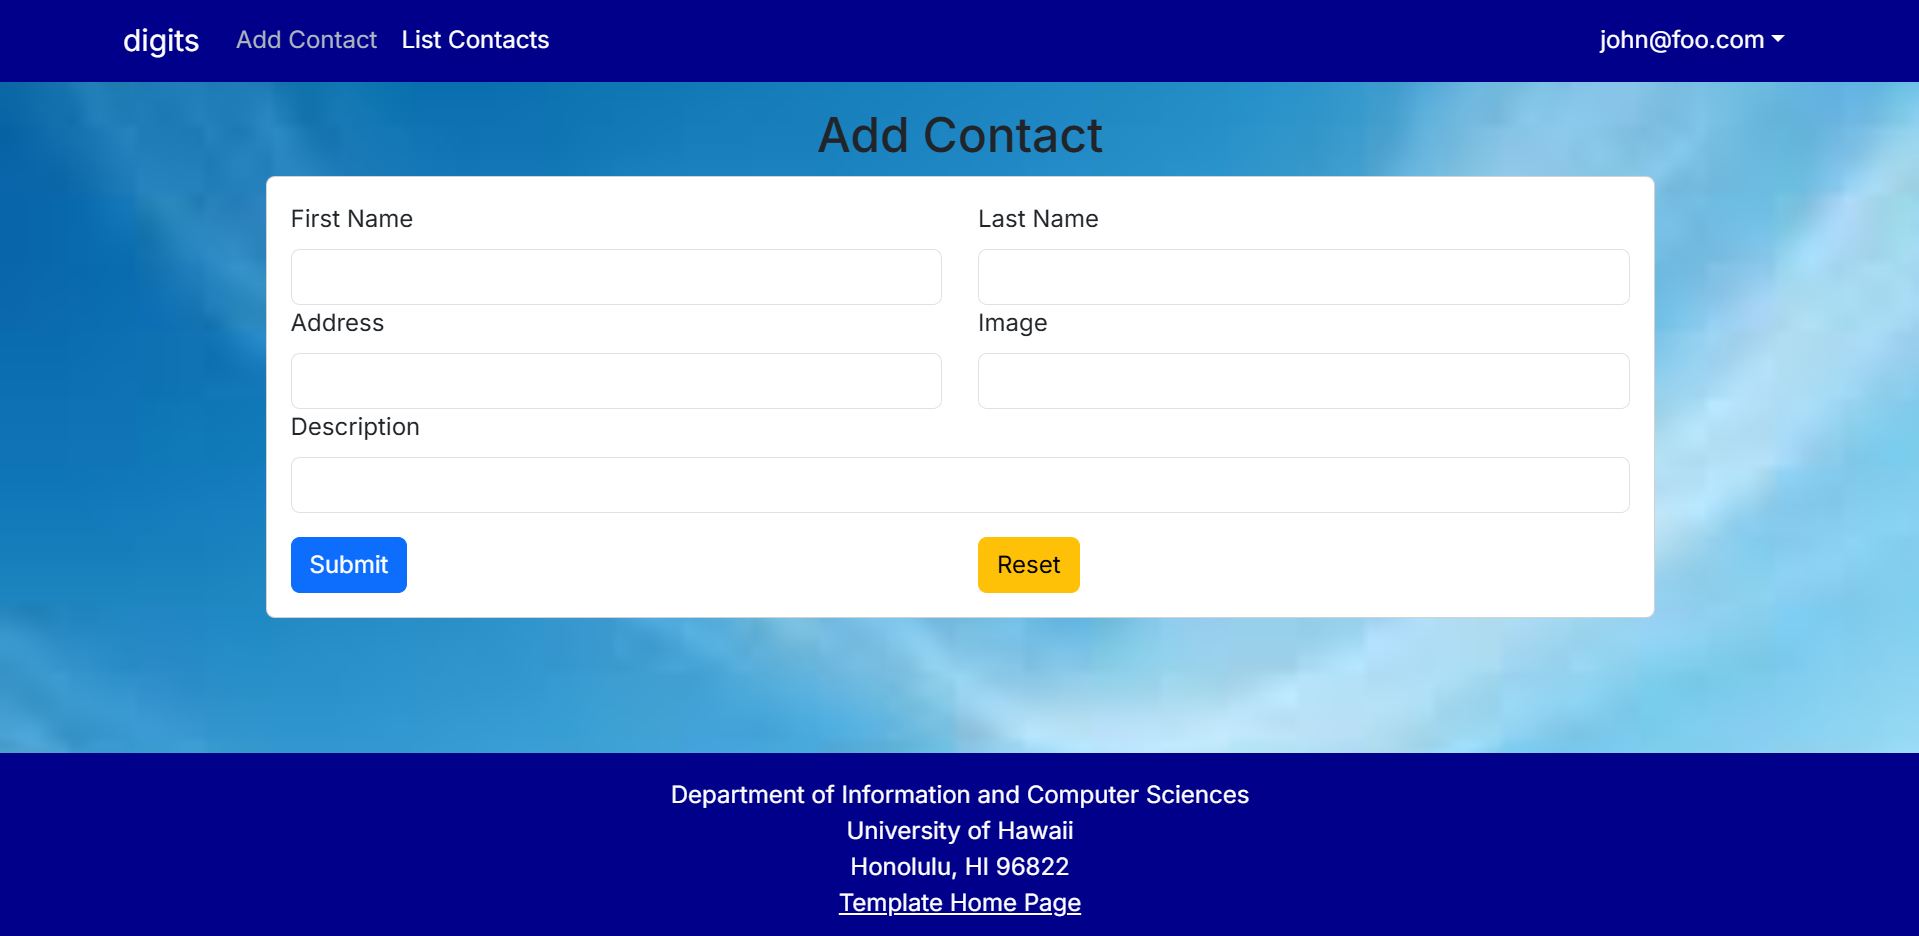 digits Add Contact List Contacts john@foo.com
Add Contact
First Name Last Name
Address Image
Description
Submit Reset
Department of Information and Computer Sciences
University of Hawaii
Honolulu, HI 96822
Template Home Page